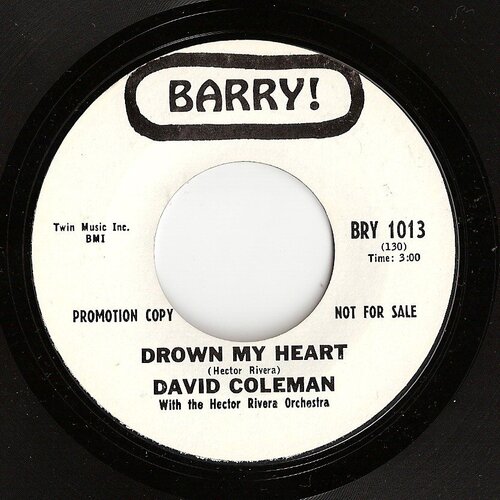 BARRY!
Twin Music Inc.
BMI
BRY 1013
(130)
Time: 3:00
PROMOTION COPY
NOT FOR SALE
DROWN MY HEART
(Hector Rivera)
DAVID COLEMAN
With the Hector Rivera Orchestra